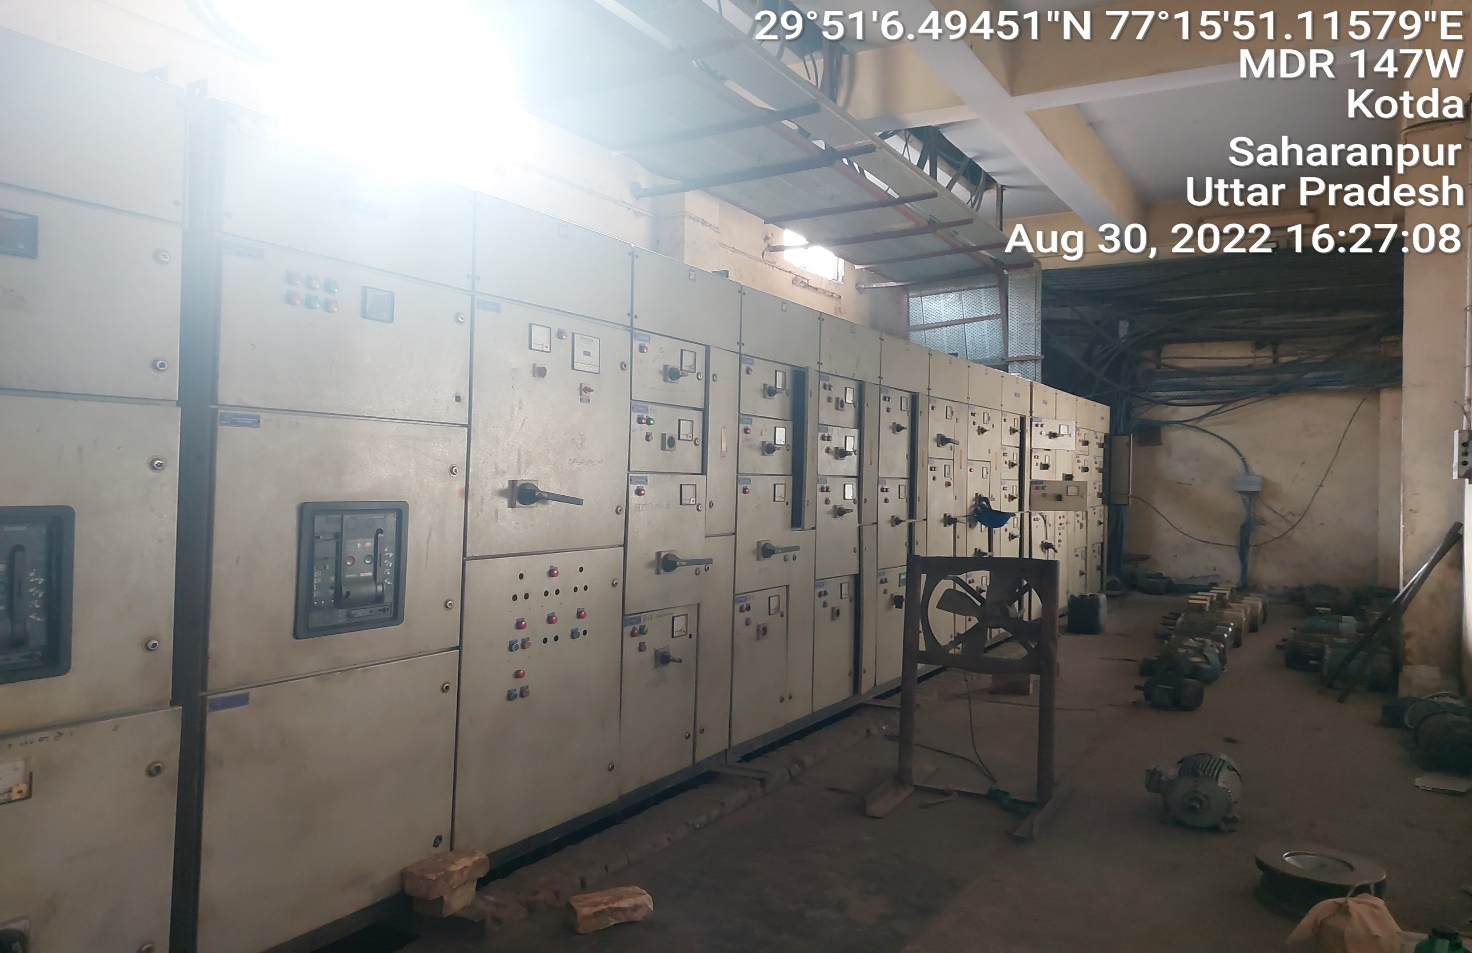 29°51'6.49451"N 77°15'51.11579"E
MDR 147W
Kotda
Saharanpur
Uttar Pradesh
Aug 30, 2022 16:27:08